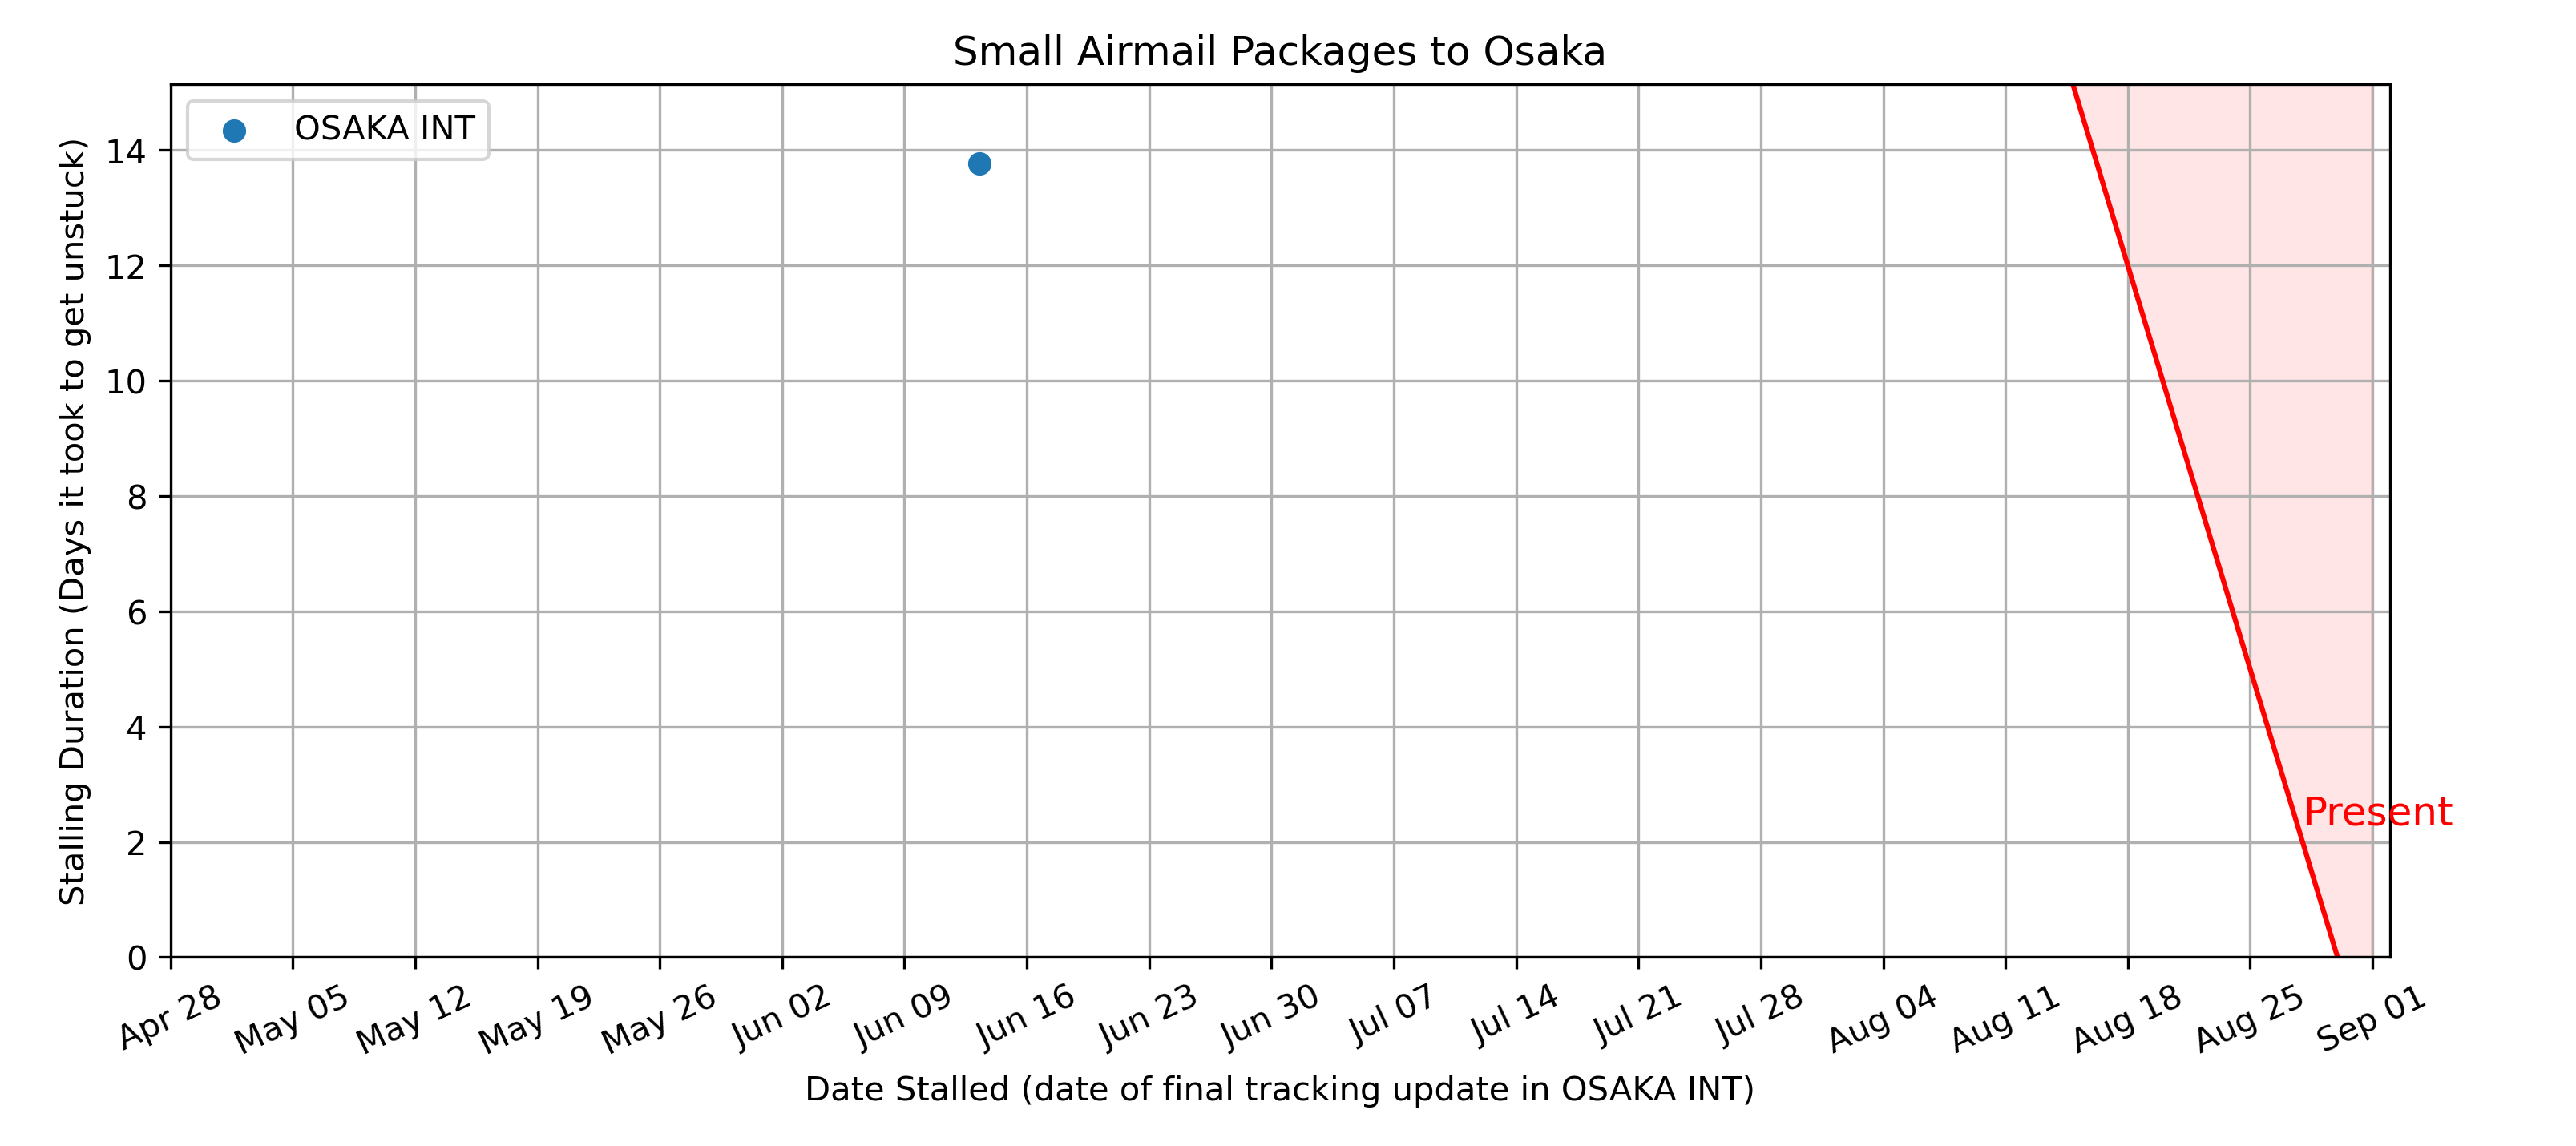 Small Airmail Packages to Osaka
OSAKA INT
Stalling Duration (Days it took to get unstuck)
14
12
10
8
6
4
2
0
Present
Apr 28
May 05
May 12
May 19
May 26
Jun 02
Jun 09
Jun 16
Jun 23
Jun 30
Jul 07
Jul 14
Jul 21
Jul 28
Aug 04
Aug 11
Aug 18
Aug 25
Sep 01
Date Stalled (date of final tracking update in OSAKA INT)